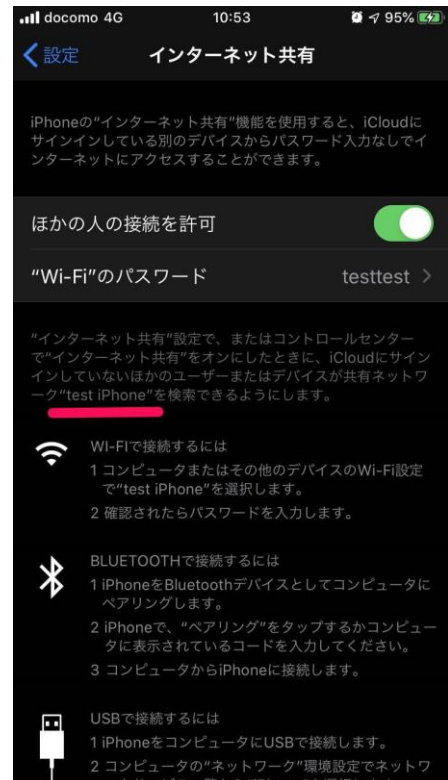 docomo 4G 10:53 95%
設定 インターネット共有
iPhoneの"インターネット共有"機能を使用すると、iCloudに
サインインしている別のデバイスからパスワード入力なしでイ
ンターネットにアクセスすることができます。
ほかの人の接続を許可
"Wi-Fi"のパスワード testtest
"インターネット共有"設定で、またはコントロールセンター
で"インターネット共有"をオンにしたときに、iCloudにサイン
インしていないほかのユーザーまたはデバイスが共有ネットワ
ーク"test iPhone"を検索できるようにします。
WI-FIで接続するには
1 コンピュータまたはその他のデバイスのWi-Fi設定
で"test iPhone"を選択します。
2 確認されたらパスワードを入力します。
BLUETOOTHで接続するには
1 iPhoneをBluetoothデバイスとしてコンピュータに
ペアリングします。
2 iPhoneで、"ペアリング"をタップするかコンピュー
タに表示されているコードを入力してください。
3 コンピュータからiPhoneに接続します。
USBで接続するには
1 iPhoneをコンピュータにUSBで接続します。
2 コンピュータの"ネットワーク"環境設定でネットワ